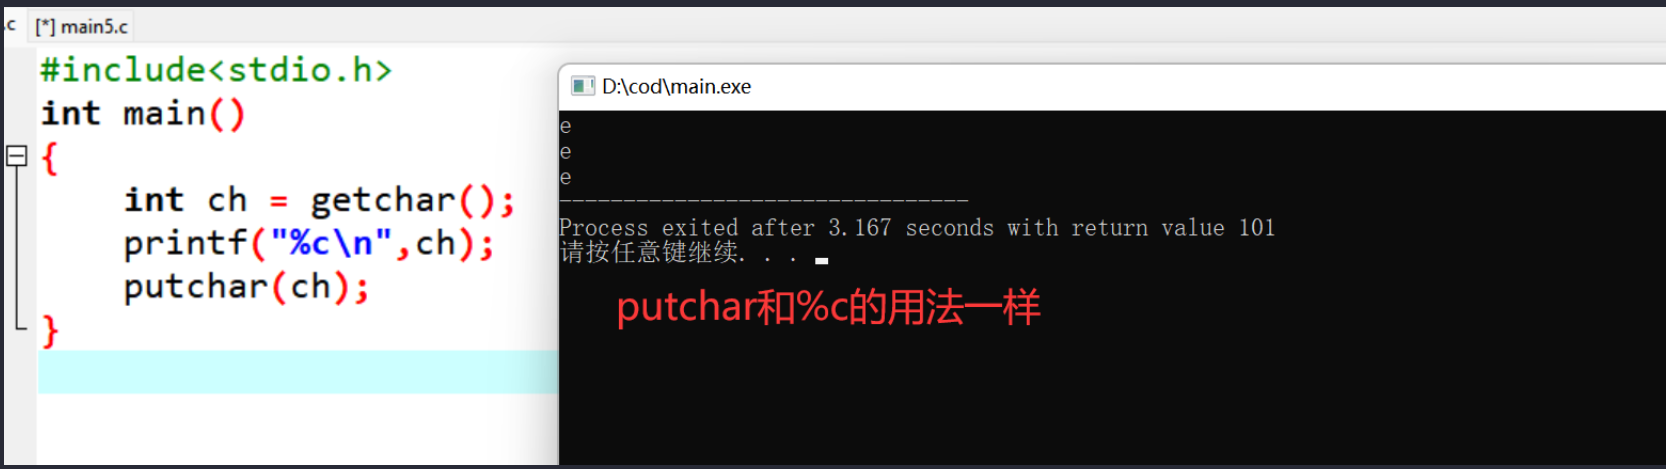 .c [*] main5.c
#include<stdio.h>
int main()
{
int ch = getchar();
printf("%c\n",ch);
putchar(ch);
}
D:\cod\main.exe
e
e
e
--------------------------------
Process exited after 3.167 seconds with return value 101
请按任意键继续. . .
putchar和%c的用法一样